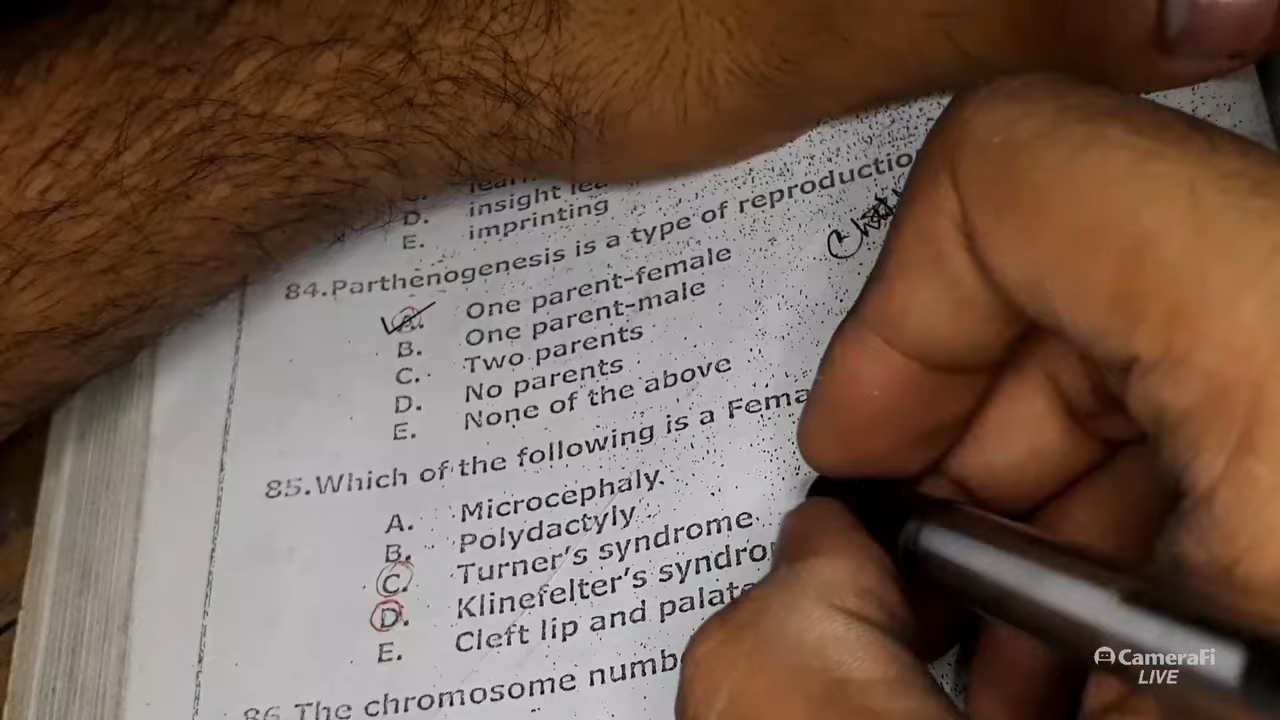 insight
D.
E. imprinting
84. Parthenogenesis is a type of reproductio
A. One parent-female
B. One parent-male
C. Two parents
D. No parents
E. None of the above
85. Which of the following is a Fema
A. Microcephaly.
B. Polydactyly
C. Turner's syndrome
D. Klinefelter's syndro
E. Cleft lip and palate
86. The chromosome numb
CameraFi
LIVE